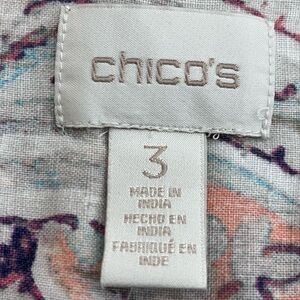 chico's
3
MADE IN
INDIA
HECHO EN
INDIA
FABRIQUÉ EN
INDE